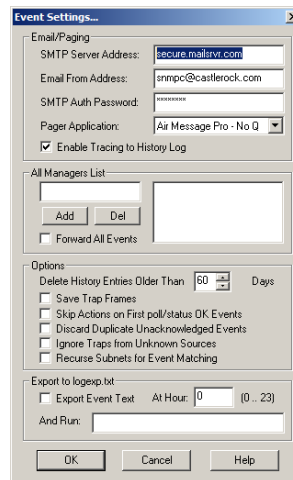 Event Settings...
Email/Paging
SMTP Server Address: secure.mailsrvr.com
Email From Address: snmpc@castlerock.com
SMTP Auth Password: ********
Pager Application: Air Message Pro - No Q
Enable Tracing to History Log
All Managers List
Add Del
Forward All Events
Options
Delete History Entries Older Than 60 Days
Save Trap Frames
Skip Actions on First poll/status OK Events
Discard Duplicate Unacknowledged Events
Ignore Traps from Unknown Sources
Recurse Subnets for Event Matching
Export to logexp.txt
Export Event Text At Hour: 0 (0 .. 23)
And Run:
OK Cancel Help